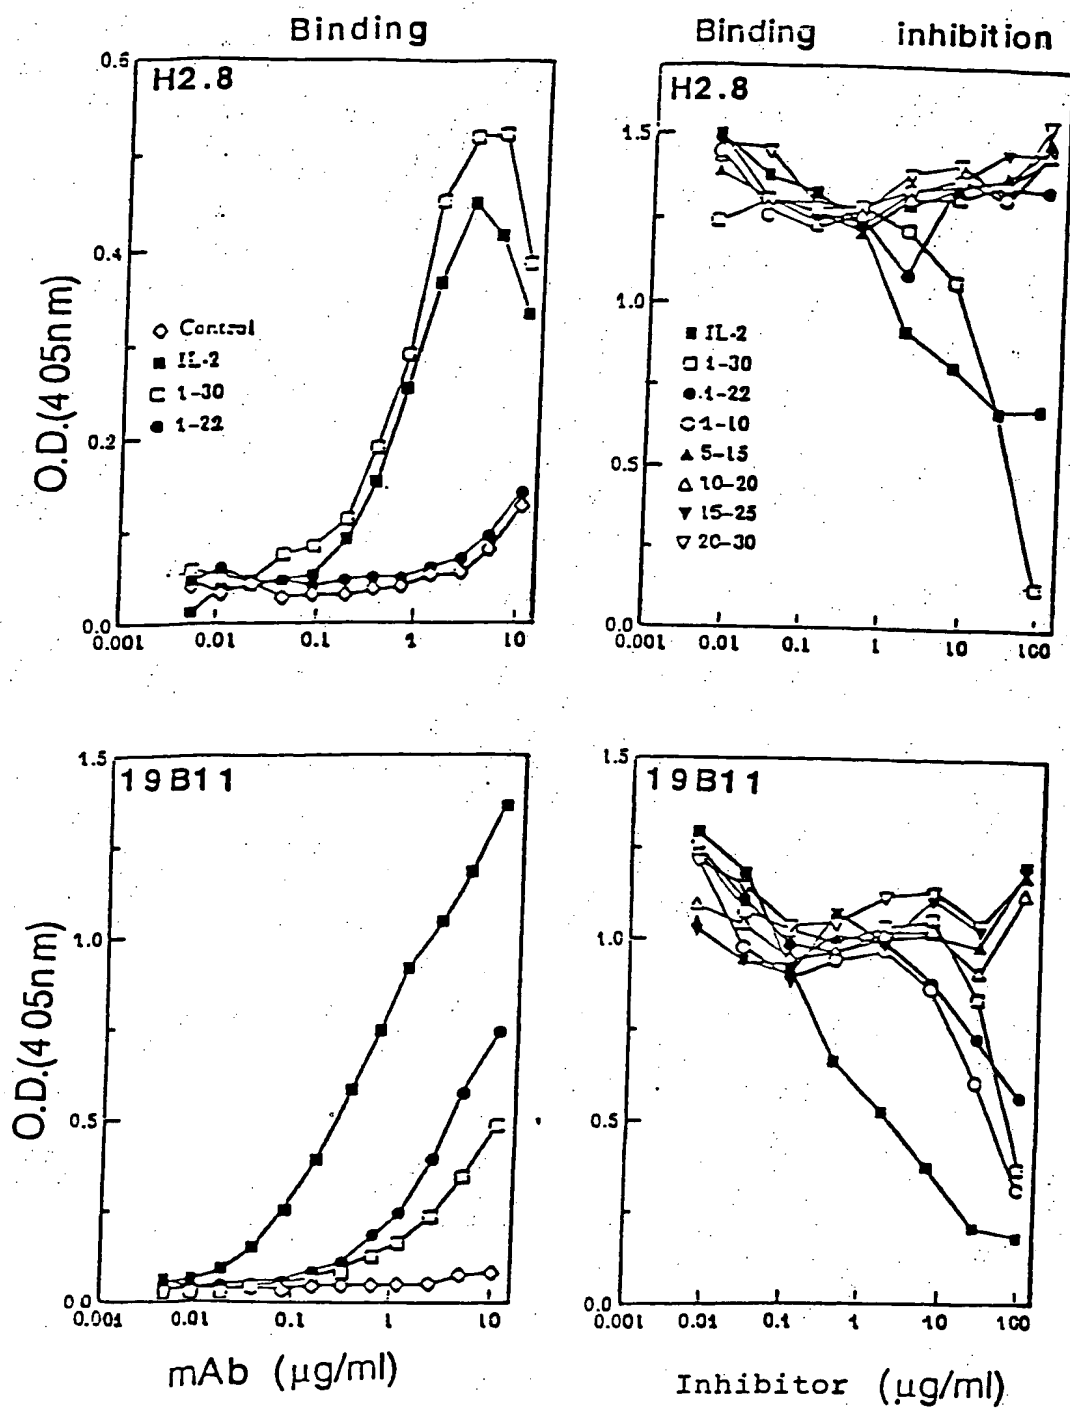 Binding
Binding inhibition
0.6
H2.8
0.4
0.2
0.0
O.D.(405nm)
Control
IL-2
1-30
1-22
0.001 0.01 0.1 1 10
H2.8
1.5
1.0
0.5
0.0
IL-2
1-30
1-22
1-10
5-15
10-20
15-25
20-30
0.001 0.01 0.1 1 10 100
1.5
19B11
1.0
0.5
0.0
O.D.(405nm)
0.001 0.01 0.1 1 10
mAb (µg/ml)
1.5
19B11
1.0
0.5
0.0
0.001 0.01 0.1 1 10 100
Inhibitor (µg/ml)